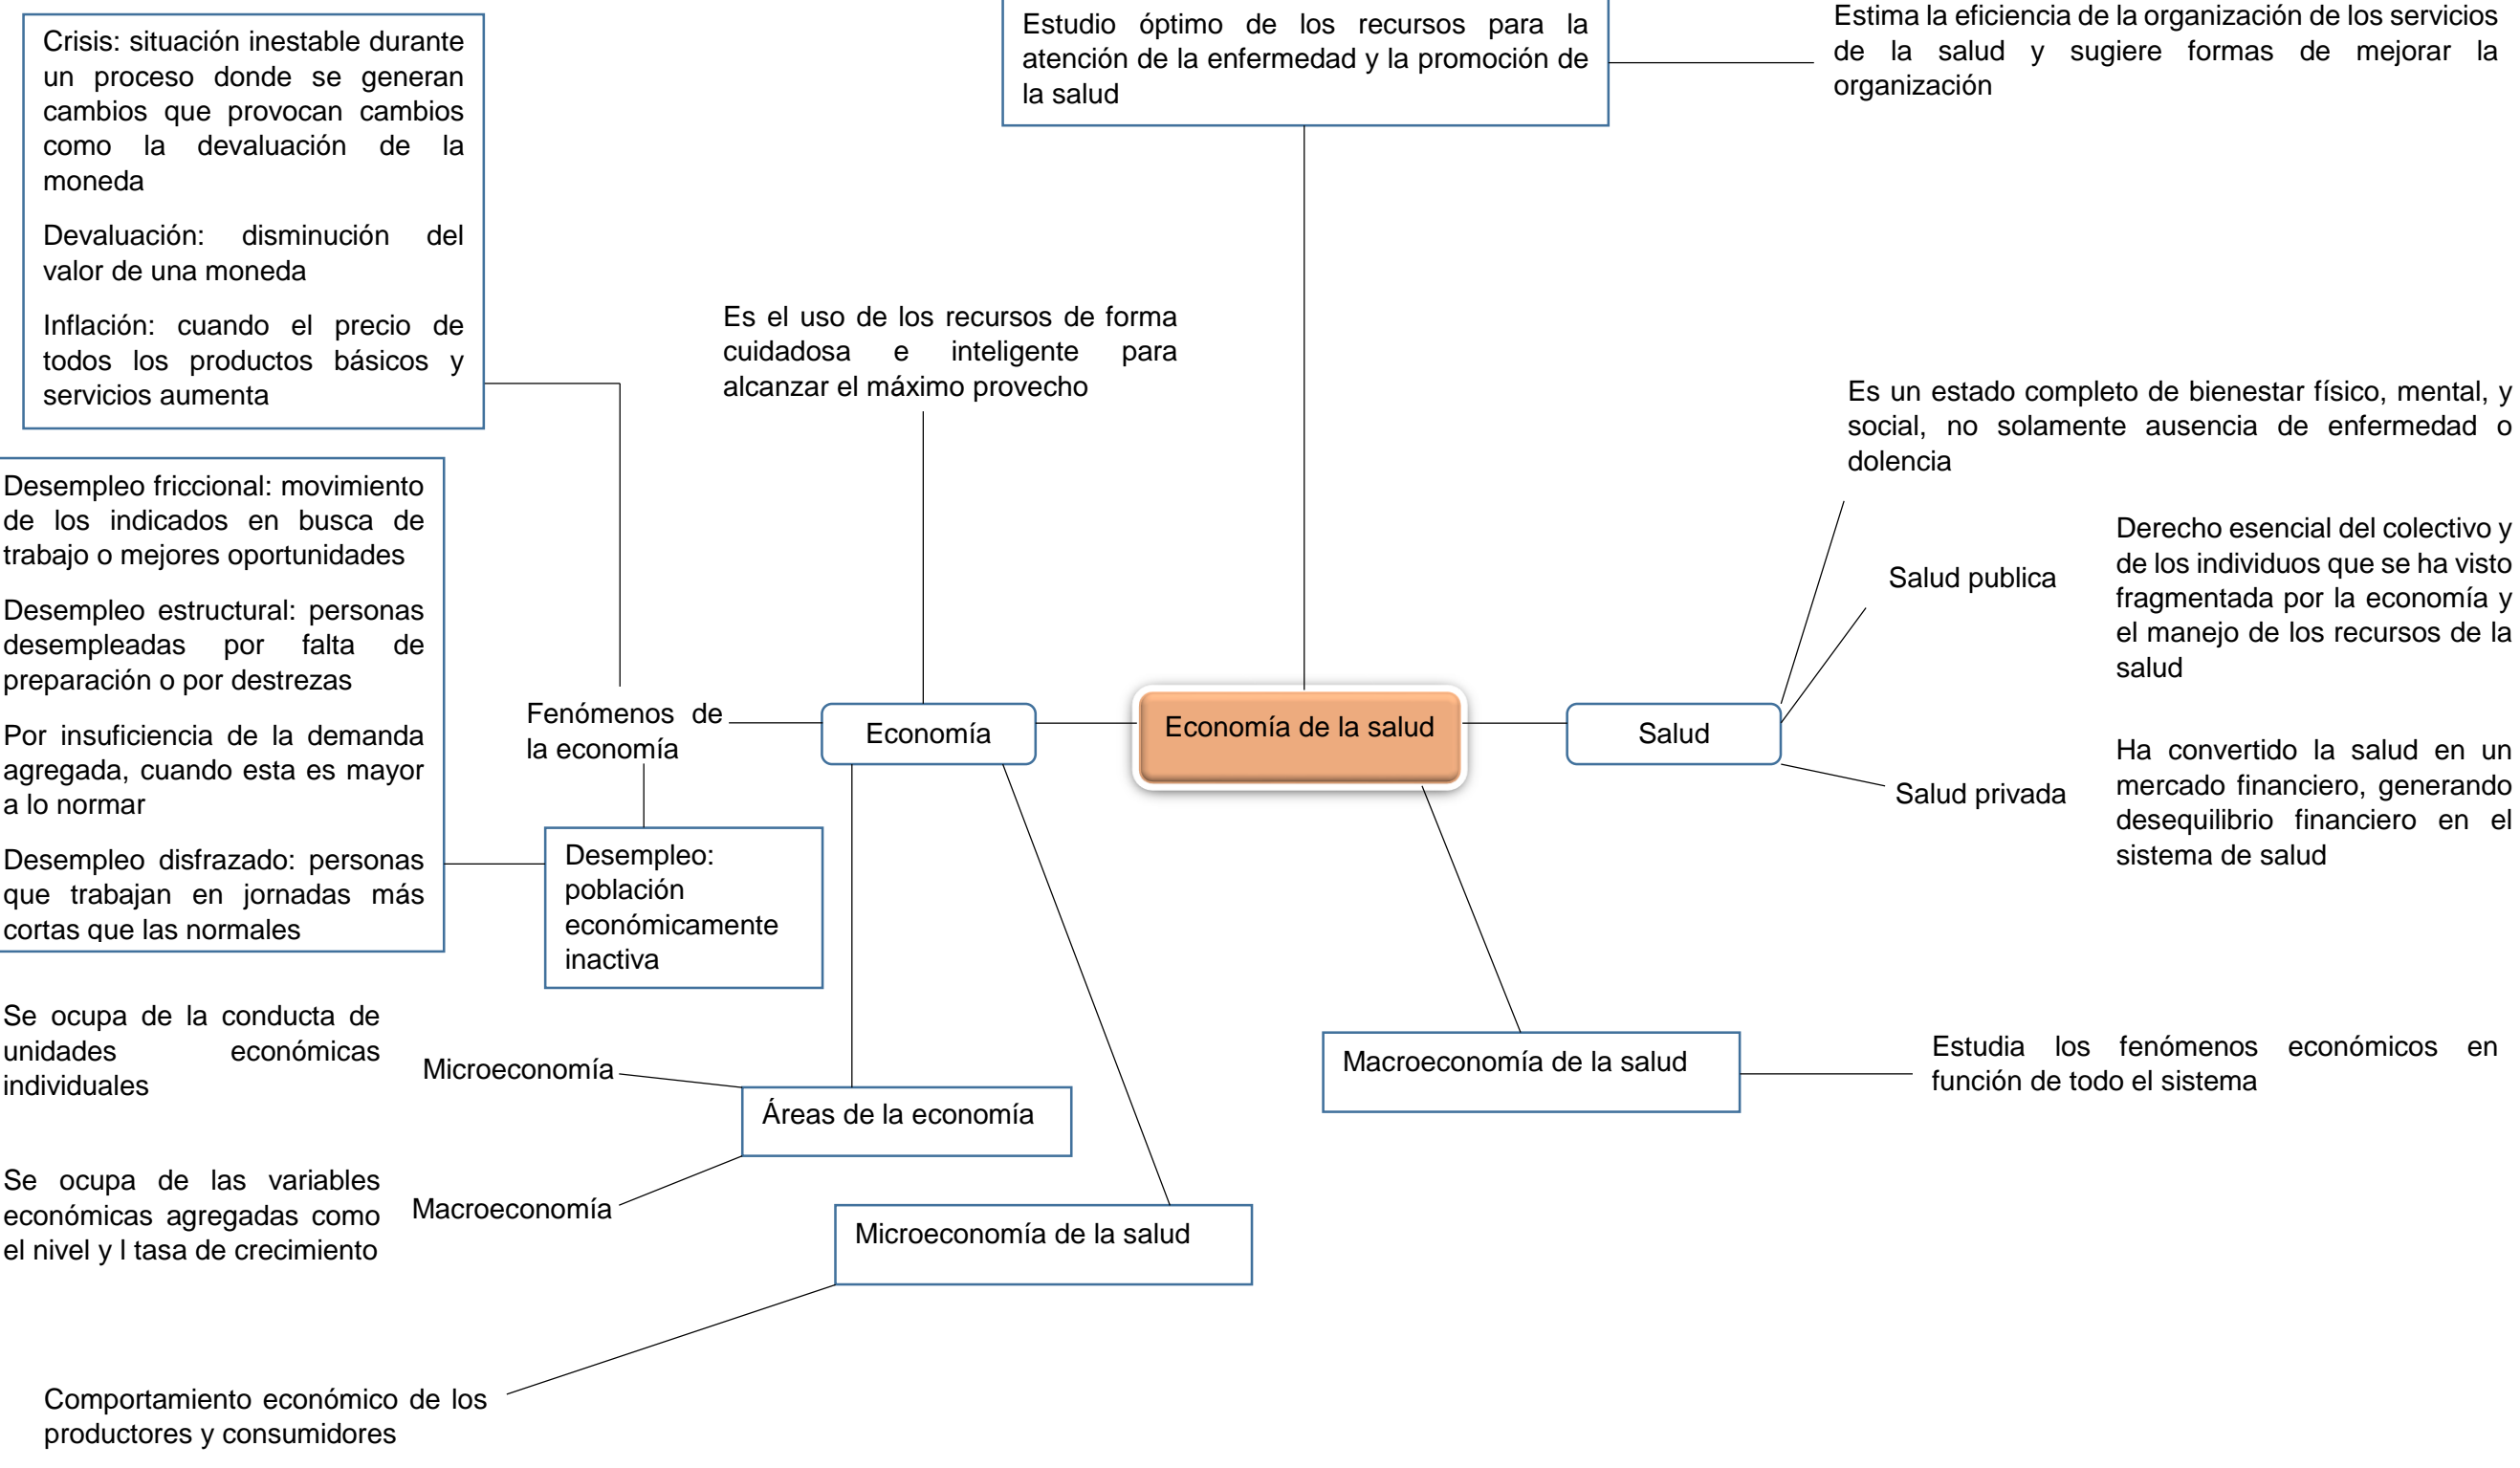 Crisis: situación inestable durante
un proceso donde se generan
cambios que provocan cambios
como la devaluación de la
moneda
Devaluación: disminución del
valor de una moneda
Inflación: cuando el precio de
todos los productos básicos y
servicios aumenta
Estudio óptimo de los recursos para la
atención de la enfermedad y la promoción de
la salud
Estima la eficiencia de la organización de los servicios
de la salud y sugiere formas de mejorar la
organización
Es el uso de los recursos de forma
cuidadosa e inteligente para
alcanzar el máximo provecho
Es un estado completo de bienestar físico, mental, y
social, no solamente ausencia de enfermedad o
dolencia
Desempleo friccional: movimiento
de los indicados en busca de
trabajo o mejores oportunidades
Desempleo estructural: personas
desempleadas por falta de
preparación o por destrezas
Por insuficiencia de la demanda
agregada, cuando esta es mayor
a lo normar
Desempleo disfrazado: personas
que trabajan en jornadas más
cortas que las normales
Salud publica
Derecho esencial del colectivo y
de los individuos que se ha visto
fragmentada por la economía y
el manejo de los recursos de la
salud
Fenómenos de
la economía
Economía
Economía de la salud
Salud
Salud privada
Ha convertido la salud en un
mercado financiero, generando
desequilibrio financiero en el
sistema de salud
Desempleo:
población
económicamente
inactiva
Se ocupa de la conducta de
unidades económicas
individuales
Microeconomía
Áreas de la economía
Macroeconomía de la salud
Estudia los fenómenos económicos en
función de todo el sistema
Se ocupa de las variables
económicas agregadas como
el nivel y l tasa de crecimiento
Macroeconomía
Microeconomía de la salud
Comportamiento económico de los
productores y consumidores